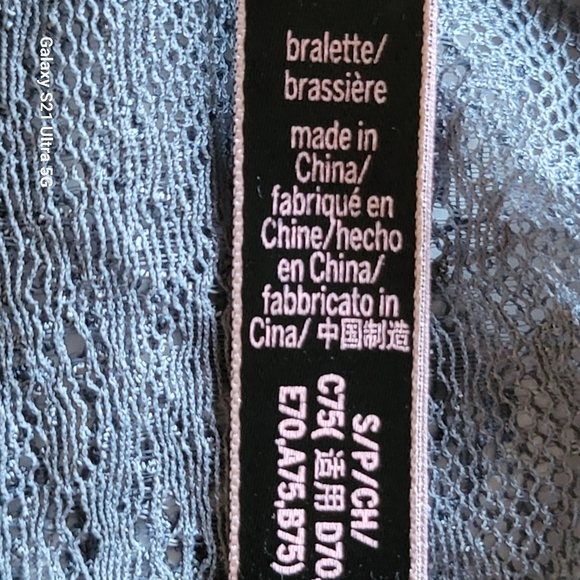 bralette/
brassière
made in
China/
fabriqué en
Chine/hecho
en China/
fabbricato in
Cina/ 中国制造
S/P/CH/
C75( 适用 D70,
E70,A75,B75)
Galaxy S21 Ultra 5G